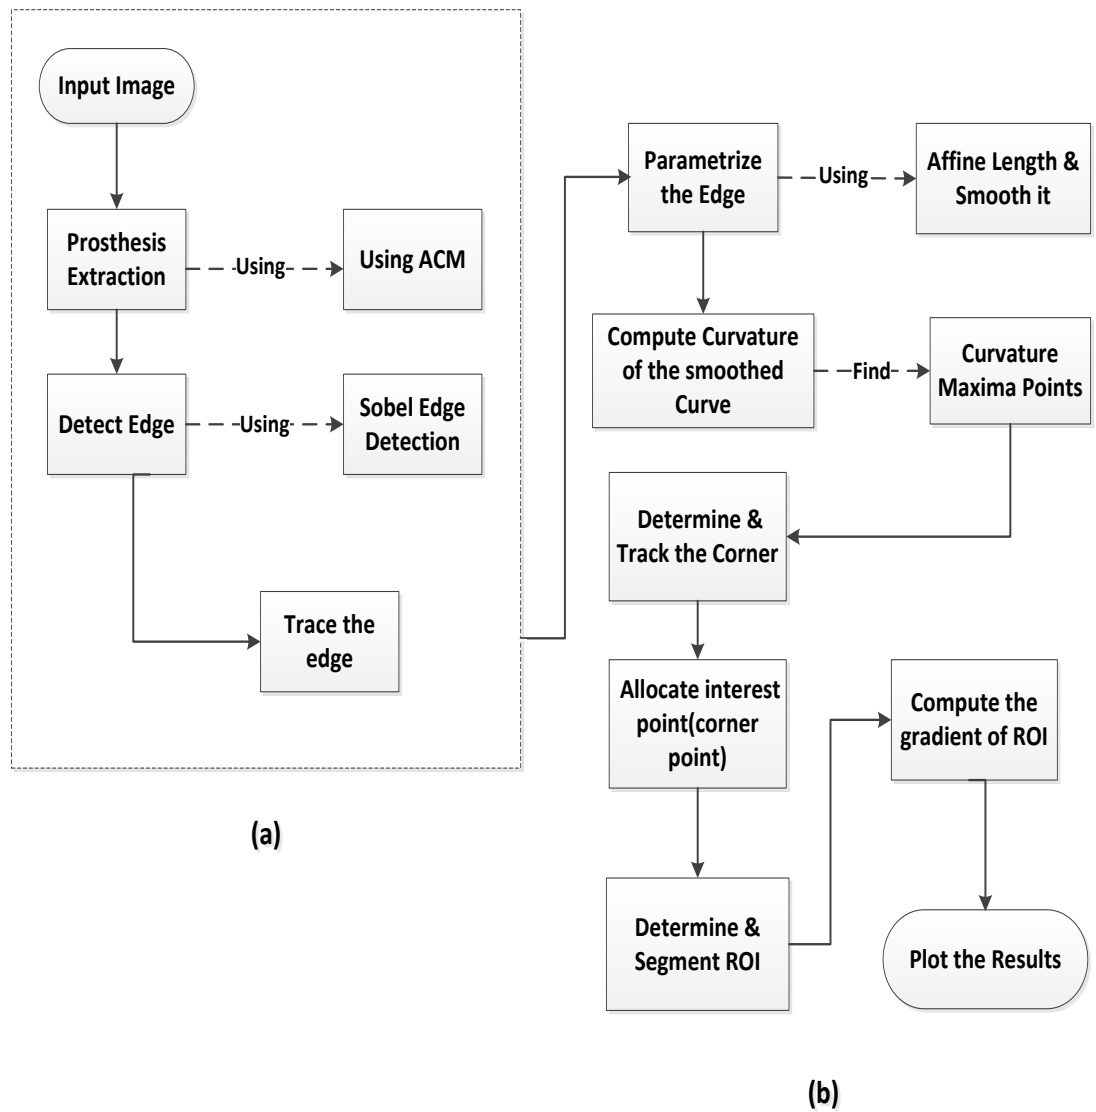 Input Image
Prosthesis
Extraction
Using
Using ACM
Detect Edge
Using
Sobel Edge
Detection
Trace the
edge
(a)
Parametrize
the Edge
Using
Affine Length &
Smooth it
Compute Curvature
of the smoothed
Curve
Find
Curvature
Maxima Points
Determine &
Track the Corner
Allocate interest
point(corner
point)
Determine &
Segment ROI
Compute the
gradient of ROI
Plot the Results
(b)